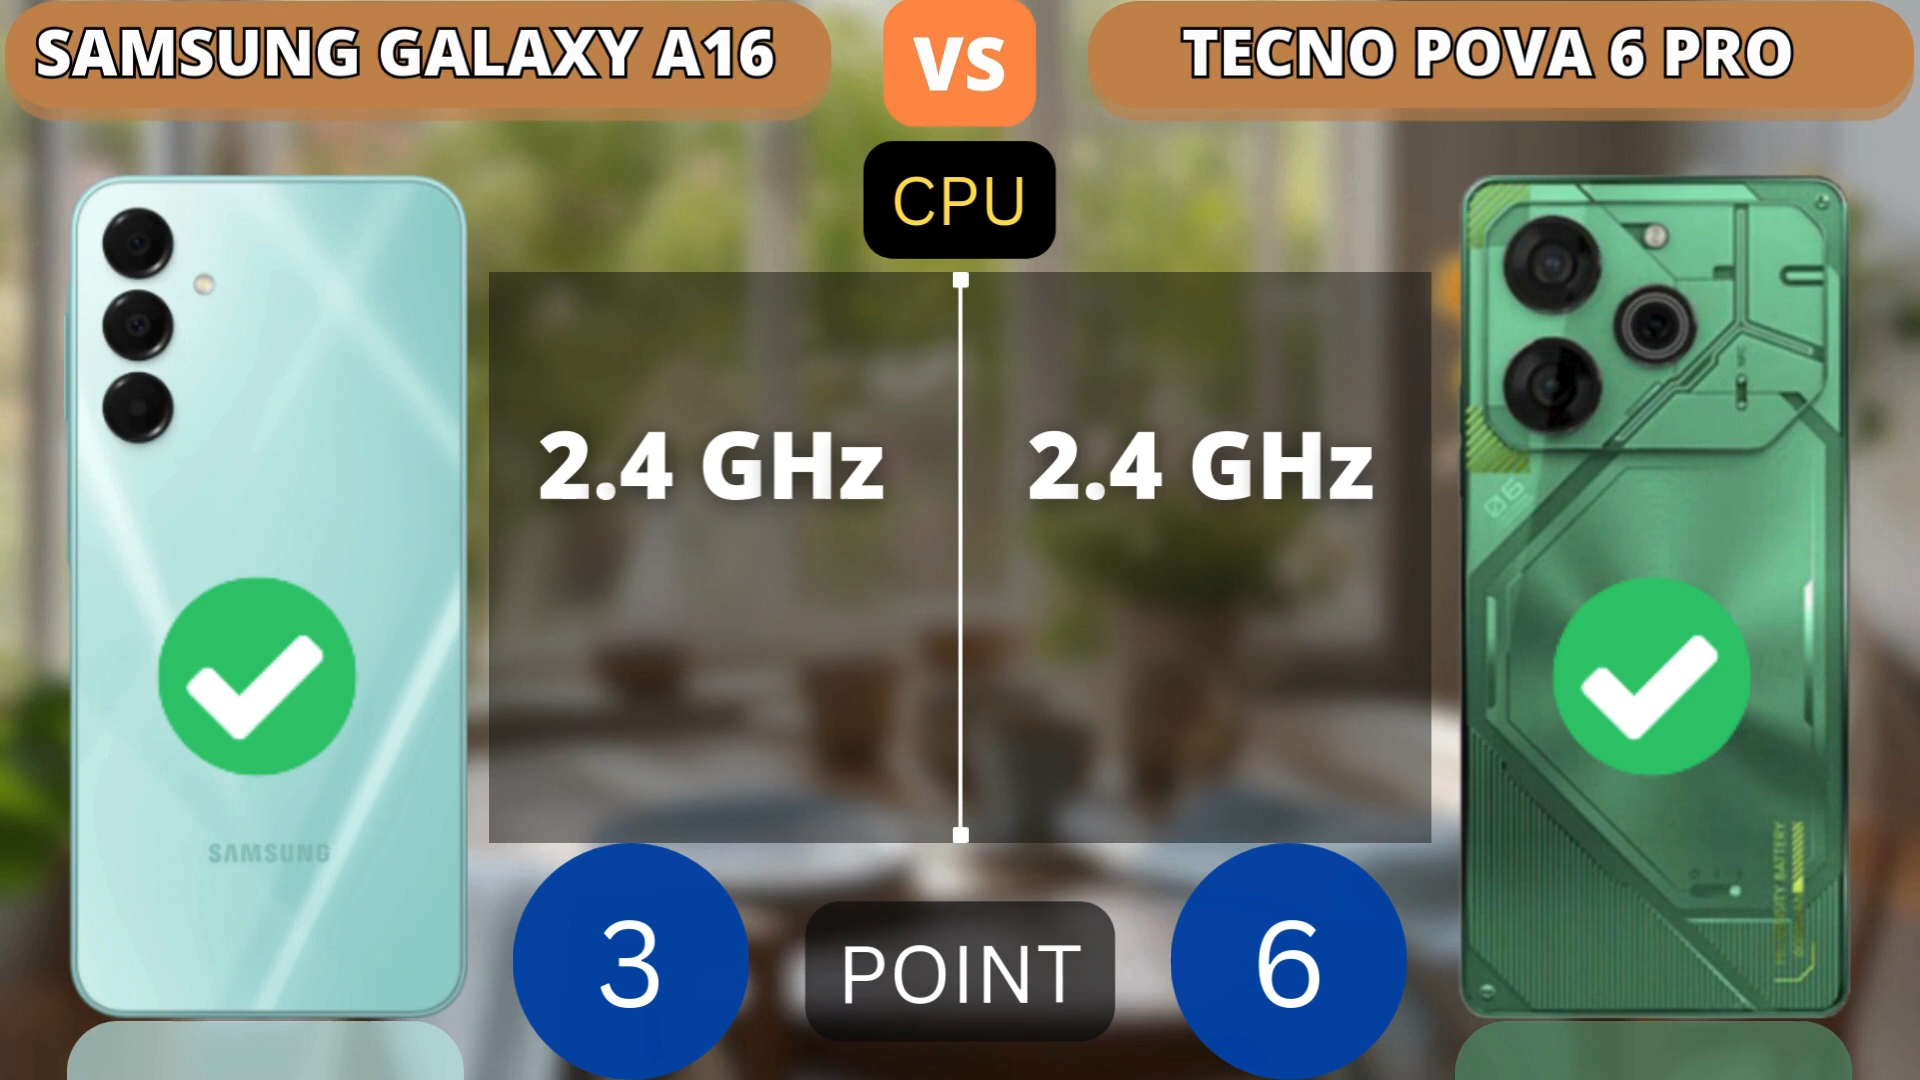 SAMSUNG GALAXY A16
VS
TECNO POVA 6 PRO
CPU
2.4 GHz
2.4 GHz
06
SAMSUNG
3
POINT
6